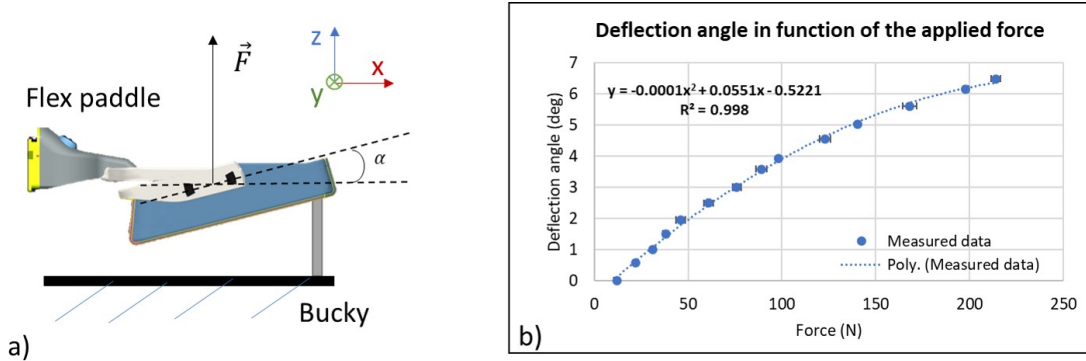 z
F
x
y
Flex paddle
α
Bucky
a)
Deflection angle in function of the applied force
Deflection angle (deg)
7
6
5
4
3
2
1
0
y = -0.0001x² + 0.0551x - 0.5221
R² = 0.998
Measured data
Poly. (Measured data)
0 50 100 150 200 250
Force (N)
b)